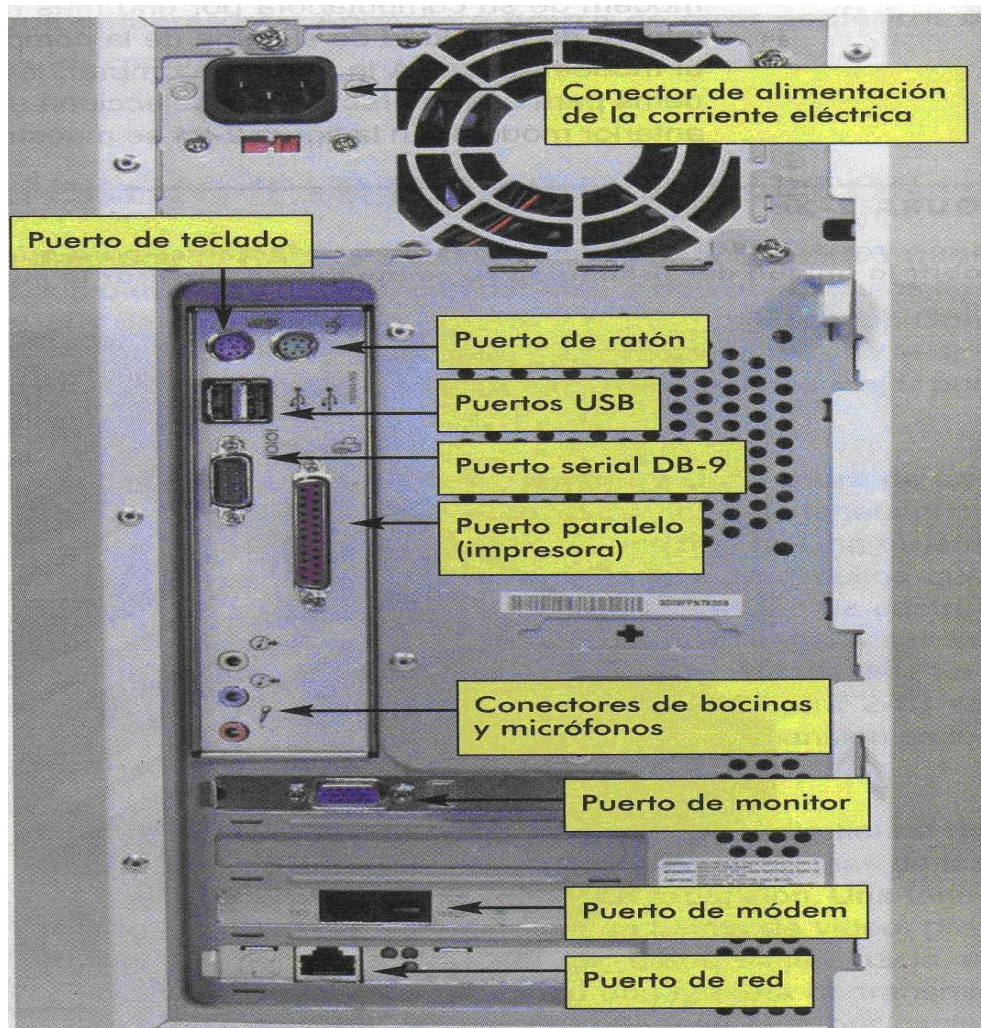 Conector de alimentación
de la corriente eléctrica
Puerto de teclado
Puerto de ratón
Puertos USB
Puerto serial DB-9
Puerto paralelo
(impresora)
Conectores de bocinas
y micrófonos
Puerto de monitor
Puerto de módem
Puerto de red